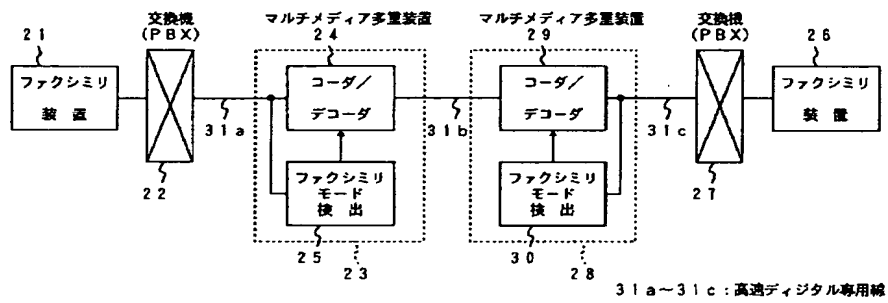 交換機
(PBX)
マルチメディア多重装置
マルチメディア多重装置
交換機
(PBX)
21
24
29
26
ファクシミリ
装置
コーダ/
デコーダ
コーダ/
デコーダ
ファクシミリ
装置
31a
31b
31c
22
ファクシミリ
モード
検出
ファクシミリ
モード
検出
27
25
23
30
28
31a~31c:高速ディジタル専用線